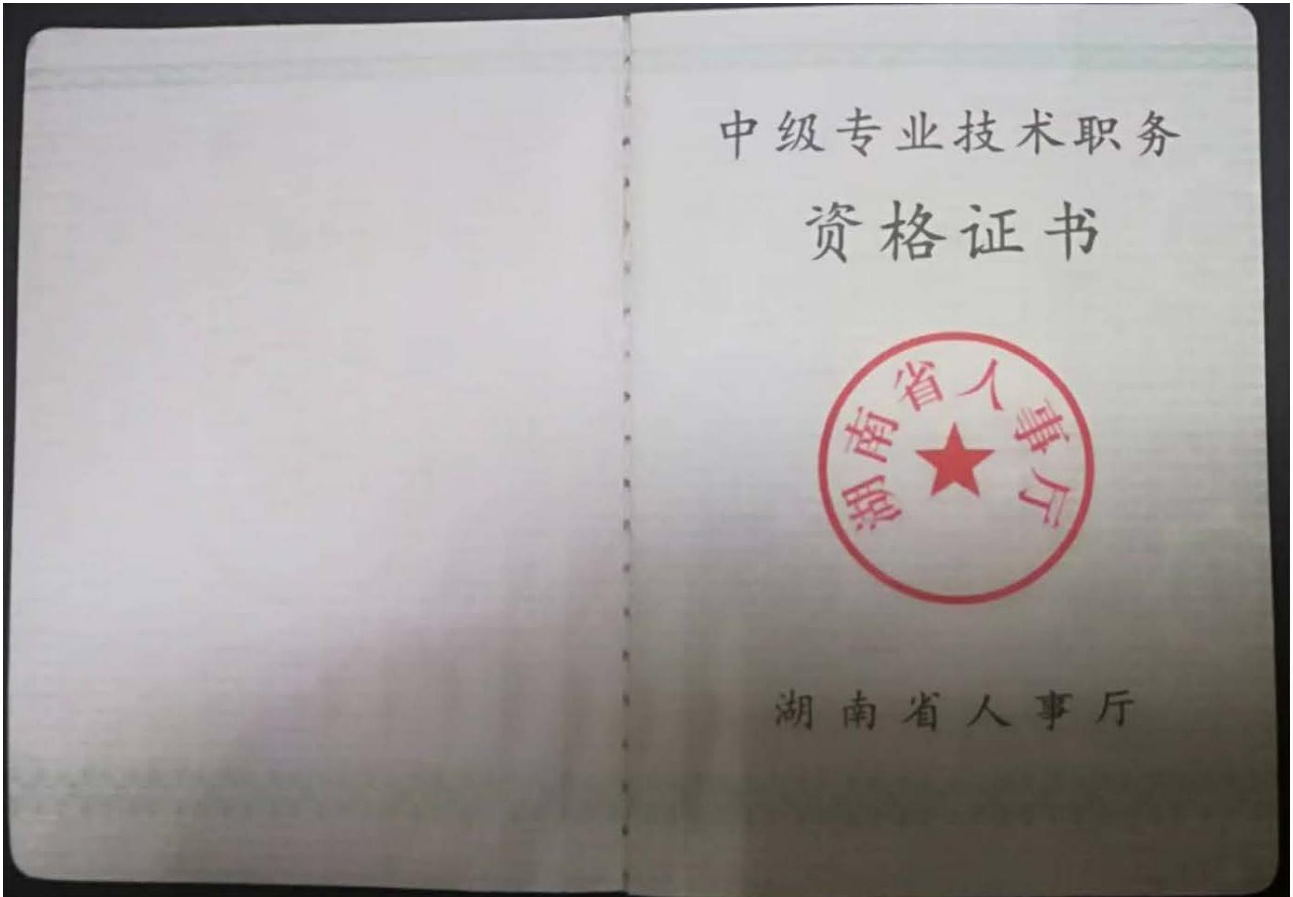 中级专业技术职务
资格证书
湖南省人事厅
湖南省人事厅